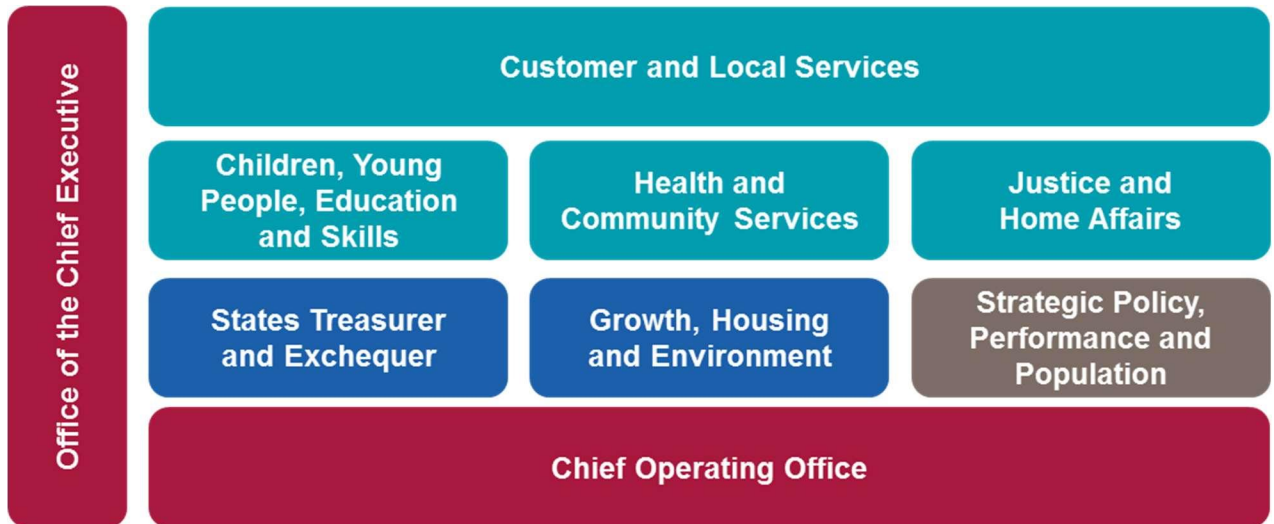 Office of the Chief Executive
Customer and Local Services
Children, Young
People, Education
and Skills
Health and
Community Services
Justice and
Home Affairs
States Treasurer
and Exchequer
Growth, Housing
and Environment
Strategic Policy,
Performance and
Population
Chief Operating Office